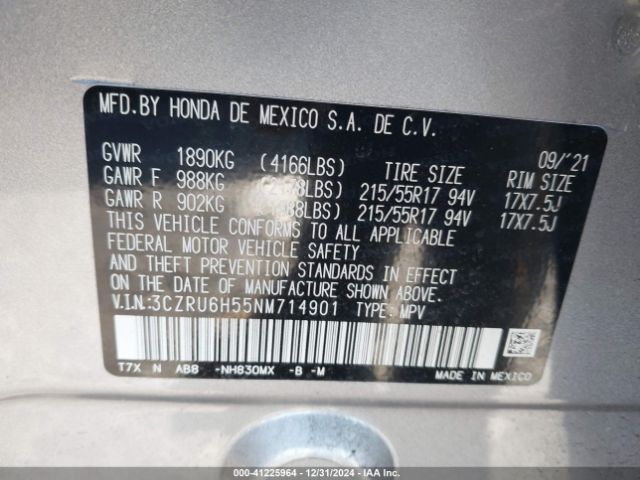 MFD.BY HONDA DE MEXICO S.A. DE C.V.
09/'21
GVWR 1890KG (4166LBS) TIRE SIZE RIM SIZE
GAWR F 988KG 215/55R17 94V 17X7.5J
GAWR R 902KG 215/55R17 94V 17X7.5J
THIS VEHICLE CONFORMS TO ALL APPLICABLE
FEDERAL MOTOR VEHICLE SAFETY
AND THEFT PREVENTION STANDARDS IN EFFECT
ON THE DATE OF MANUFACTURE SHOWN ABOVE.
V.I.N:3CZRU6H55NM714901 TYPE: MPV
T7X N AB8 -NH830MX -B -M MADE IN MEXICO
000-41225964 - 12/31/2024 - IAAI.COM